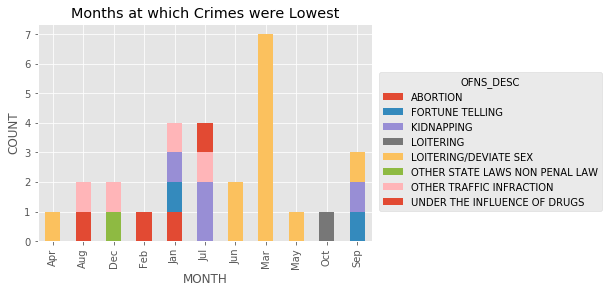 Months at which Crimes were Lowest
7
6
5
4
3
2
1
0
COUNT
Apr
Aug
Dec
Feb
Jan
Jul
Jun
Mar
May
Oct
Sep
MONTH
OFNS_DESC
ABORTION
FORTUNE TELLING
KIDNAPPING
LOITERING
LOITERING/DEVIATE SEX
OTHER STATE LAWS NON PENAL LAW
OTHER TRAFFIC INFRACTION
UNDER THE INFLUENCE OF DRUGS